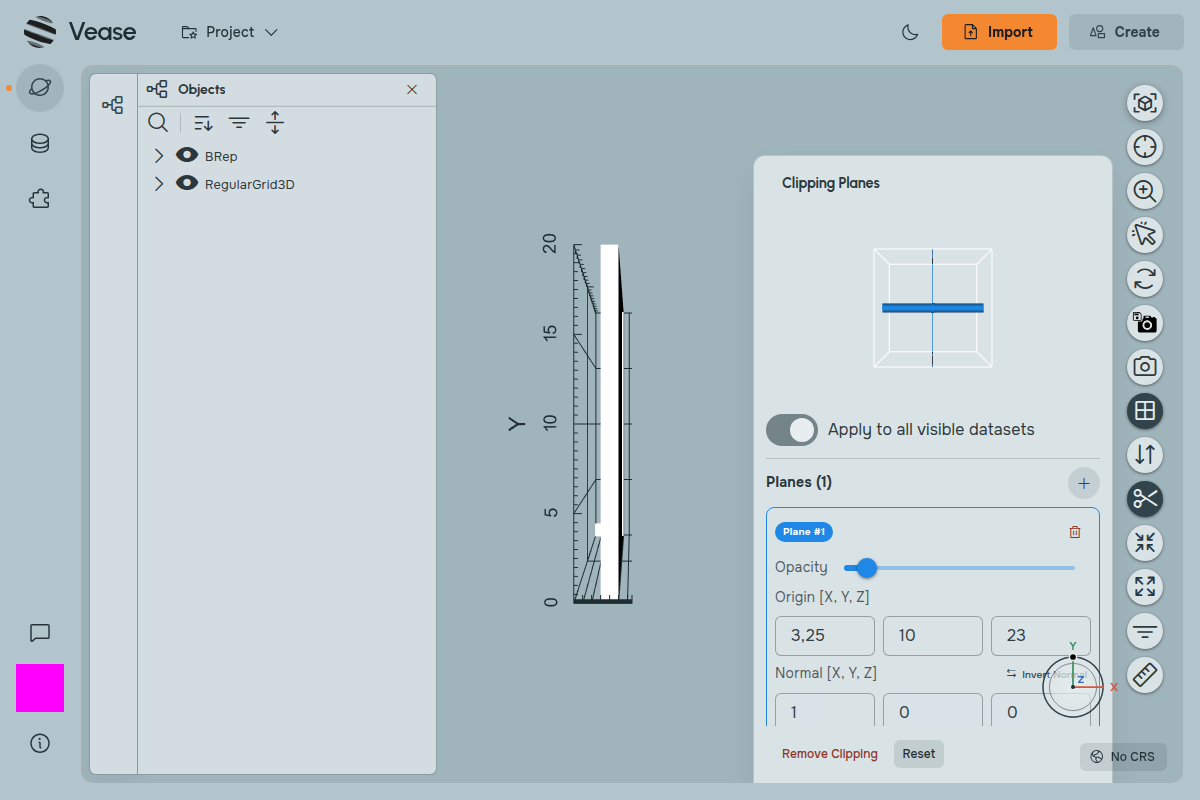 Vease
Project
Import
Create
Objects
BRep
RegularGrid3D
20
15
10
5
0
Y
Clipping Planes
Apply to all visible datasets
Planes (1)
Plane #1
Opacity
Origin [X, Y, Z]
3,25
10
23
Normal [X, Y, Z]
Invert Normal
1
0
0
Y
Z
X
Remove Clipping
Reset
No CRS